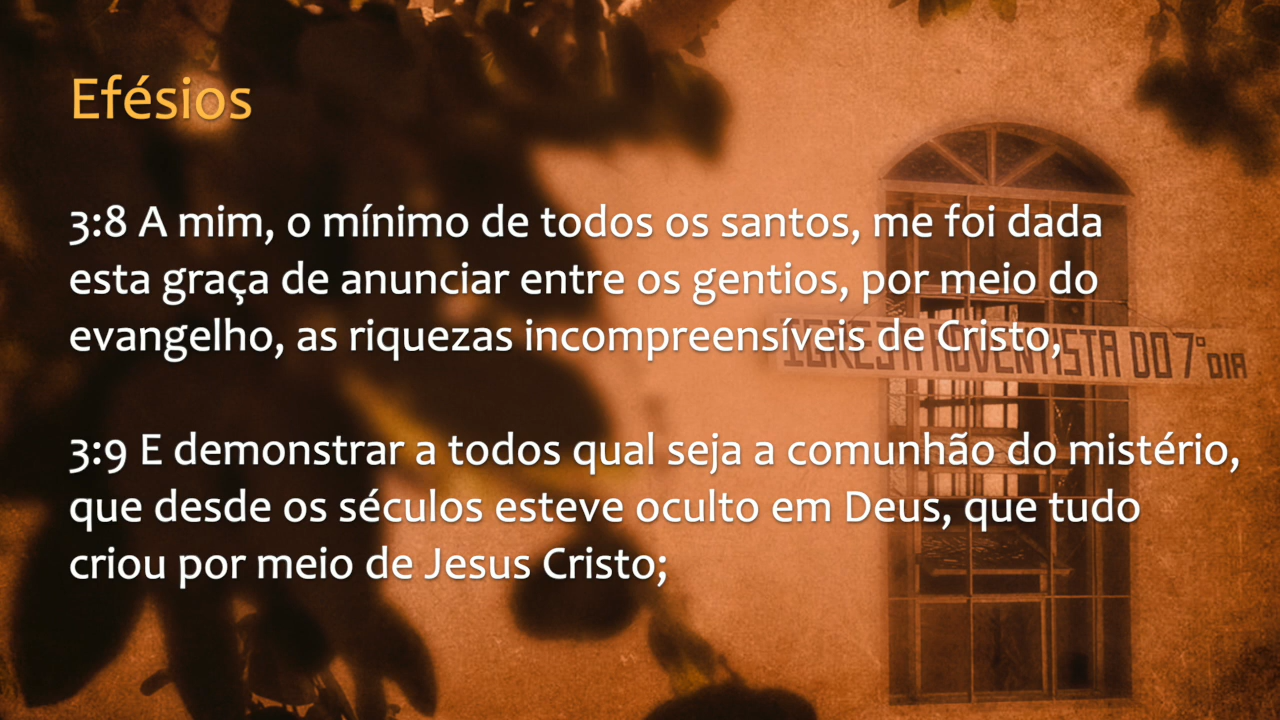 Efésios
3:8 A mim, o mínimo de todos os santos, me foi dada
esta graça de anunciar entre os gentios, por meio do
evangelho, as riquezas incompreensíveis de Cristo,
IGREJA ADVENTISTA DO 7º DIA
3:9 E demonstrar a todos qual seja a comunhão do mistério,
que desde os séculos esteve oculto em Deus, que tudo
criou por meio de Jesus Cristo;